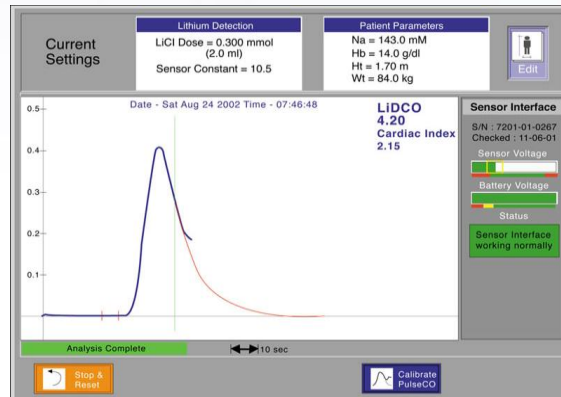 Current
Settings
Lithium Detection
LiCl Dose = 0.300 mmol
(2.0 ml)
Sensor Constant = 10.5
Patient Parameters
Na = 143.0 mM
Hb = 14.0 g/dl
Ht = 1.70 m
Wt = 84.0 kg
Edit
Date - Sat Aug 24 2002 Time - 07:46:48
LiDCO
4.20
Cardiac Index
2.15
0.5
0.4
0.3
0.2
0.1
Sensor Interface
S/N : 7201-01-0267
Checked : 11-06-01
Sensor Voltage
Battery Voltage
Status
Sensor Interface
working normally
Analysis Complete
10 sec
Stop &
Reset
Calibrate
PulseCO